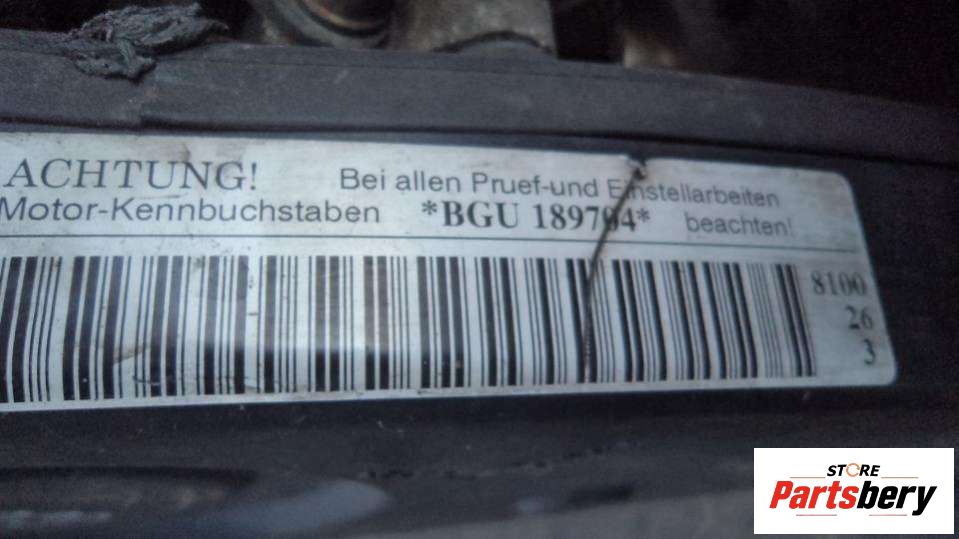 ACHTUNG! Bei allen Pruef-und Einstellarbeiten
Motor-Kennbuchstaben *BGU 189704* beachten!
8100
26
3
STORE
Partsbery